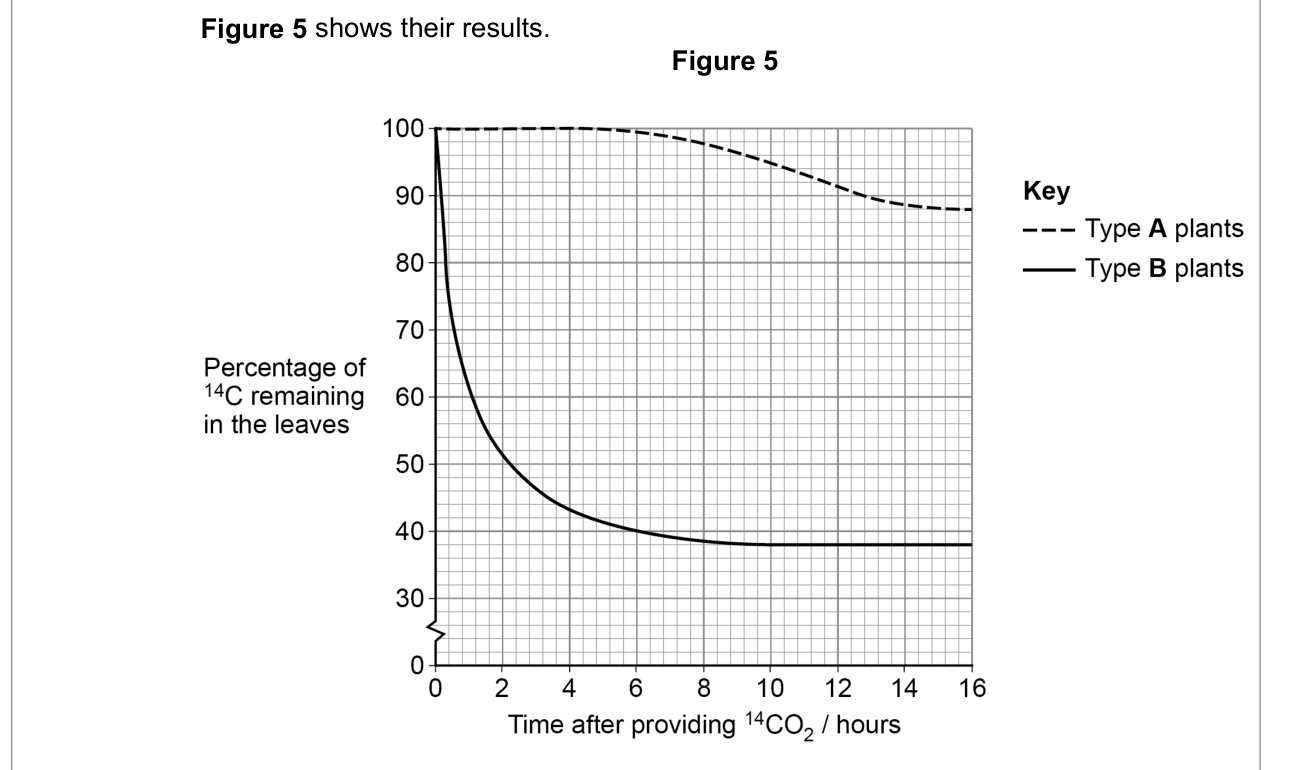 Figure 5 shows their results.
Figure 5
100
90
80
70
60
50
40
30
0
Percentage of
¹⁴C remaining
in the leaves
0 2 4 6 8 10 12 14 16
Time after providing ¹⁴CO₂ / hours
Key
Type A plants
Type B plants